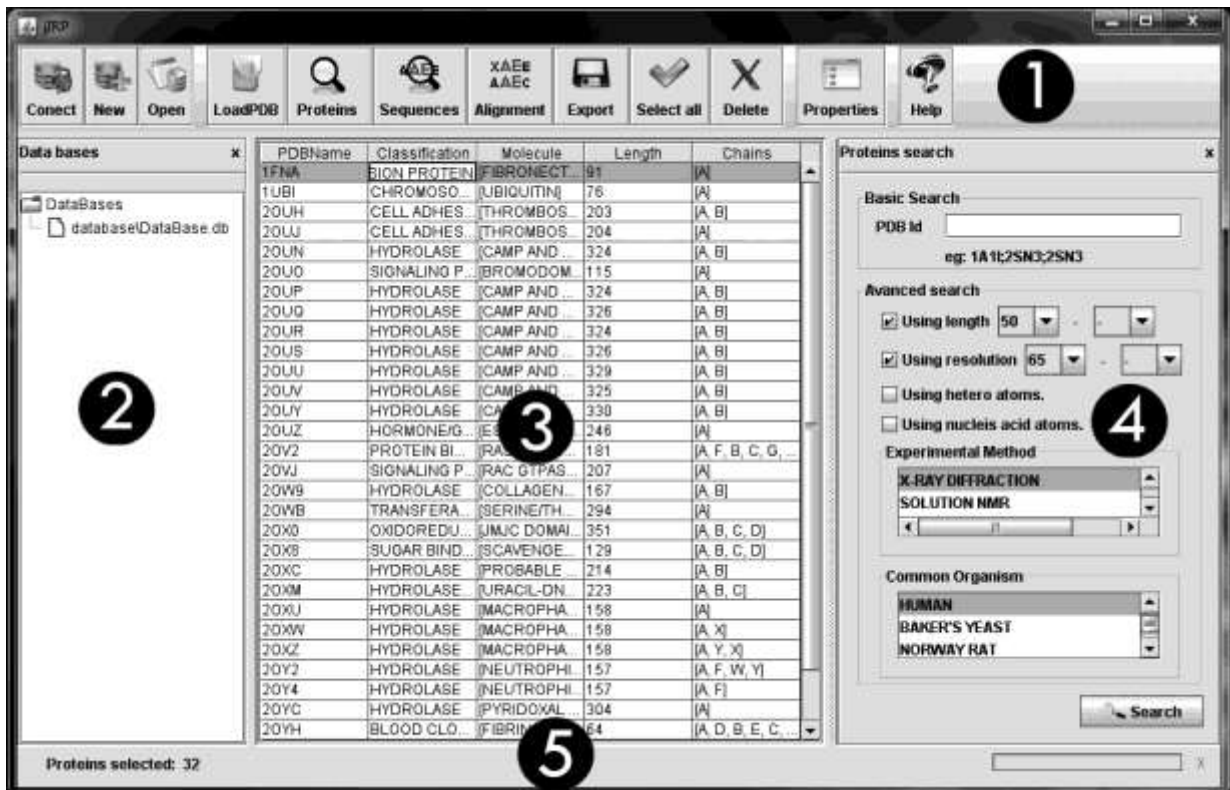 jTRP
Conect New Open LoadPDB Proteins Sequences Alignment Export Select all Delete Properties Help
1
Data bases x
DataBases
database\DataBase.db
2
PDBName Classification Molecule Length Chains
1FNA SION PROTEIN [FIBRONECT... 91 [A]
1UBI CHROMOSO... [UBIQUITIN] 76 [A]
2OUH CELL ADHES... [THROMBOS... 203 [A, B]
2OUJ CELL ADHES... [THROMBOS... 204 [A]
2OUN HYDROLASE [CAMP AND ... 324 [A, B]
2OUO SIGNALING P... [BROMODOM... 115 [A]
2OUP HYDROLASE [CAMP AND ... 324 [A, B]
2OUQ HYDROLASE [CAMP AND ... 326 [A, B]
2OUR HYDROLASE [CAMP AND ... 324 [A, B]
2OUS HYDROLASE [CAMP AND ... 326 [A, B]
2OUU HYDROLASE [CAMP AND ... 329 [A, B]
2OUV HYDROLASE [CAMP AND ... 325 [A, B]
2OUY HYDROLASE 330 [A, B]
2OUZ HORMONE/G... 246 [A]
2OV2 PROTEIN BI... 181 [A, F, B, C, G, ...
2OVJ SIGNALING P... [RAC GTPAS... 207 [A]
2OW9 HYDROLASE [COLLAGEN... 167 [A, B]
2OWB TRANSFERA... [SERINE/TH... 294 [A]
2OX0 OXIDOREDU... [JMJC DOMAI... 351 [A, B, C, D]
2OX8 SUGAR BIND... [SCAVENGE... 129 [A, B, C, D]
2OXC HYDROLASE [PROBABLE ... 214 [A, B]
2OXM HYDROLASE [URACIL-DN... 223 [A, B, C]
2OXU HYDROLASE [MACROPHA... 158 [A]
2OXW HYDROLASE [MACROPHA... 158 [A, X]
2OXZ HYDROLASE [MACROPHA... 158 [A, Y, X]
2OY2 HYDROLASE [NEUTROPHI... 157 [A, F, W, Y]
2OY4 HYDROLASE [NEUTROPHI... 157 [A, F]
2OYC HYDROLASE [PYRIDOXAL ... 304 [A]
2OYH BLOOD CLO... 64 [A, D, B, E, C, ...
3
Proteins search x
Basic Search
PDB Id
eg: 1A1t;2SN3;2SN3
Avanced search
Using length 50 - -
Using resolution 65 - -
Using hetero atoms.
Using nucleis acid atoms.
4
Experimental Method
X-RAY DIFFRACTION
SOLUTION NMR
Common Organism
HUMAN
BAKER'S YEAST
NORWAY RAT
Search
Proteins selected: 32
5
X